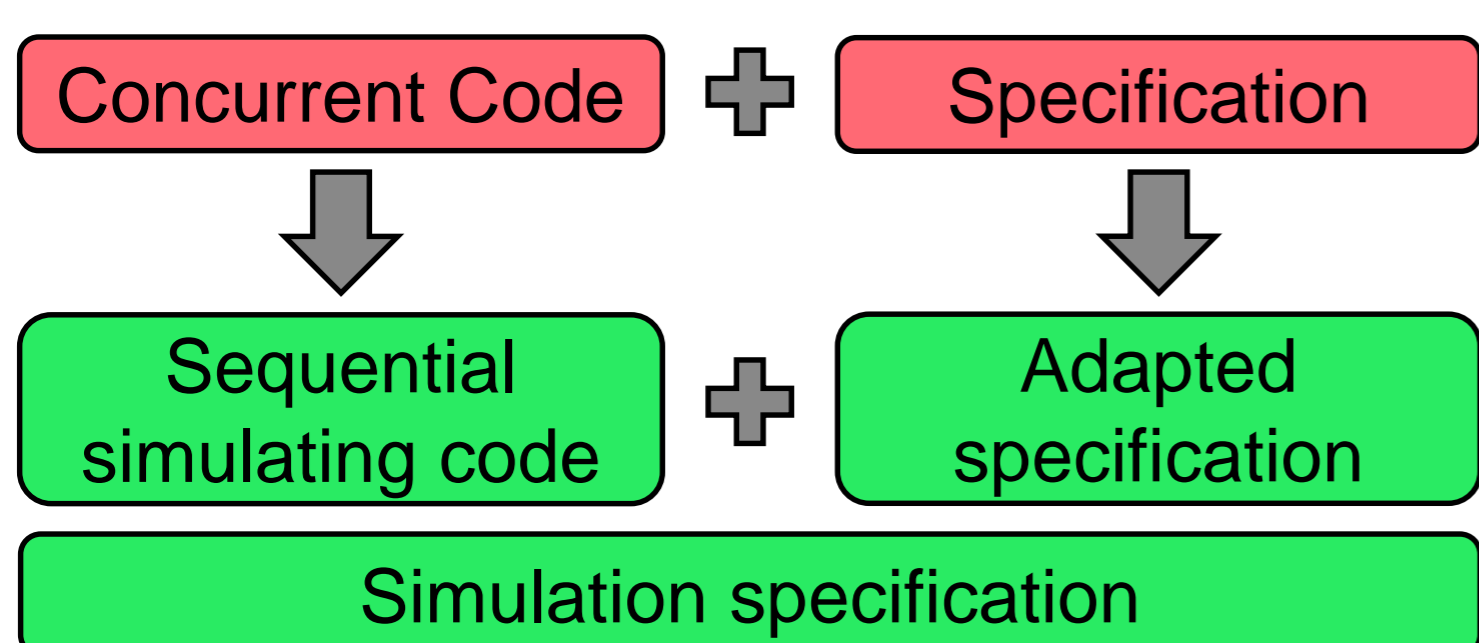 Concurrent Code
Specification
Sequential
simulating code
Adapted
specification
Simulation specification